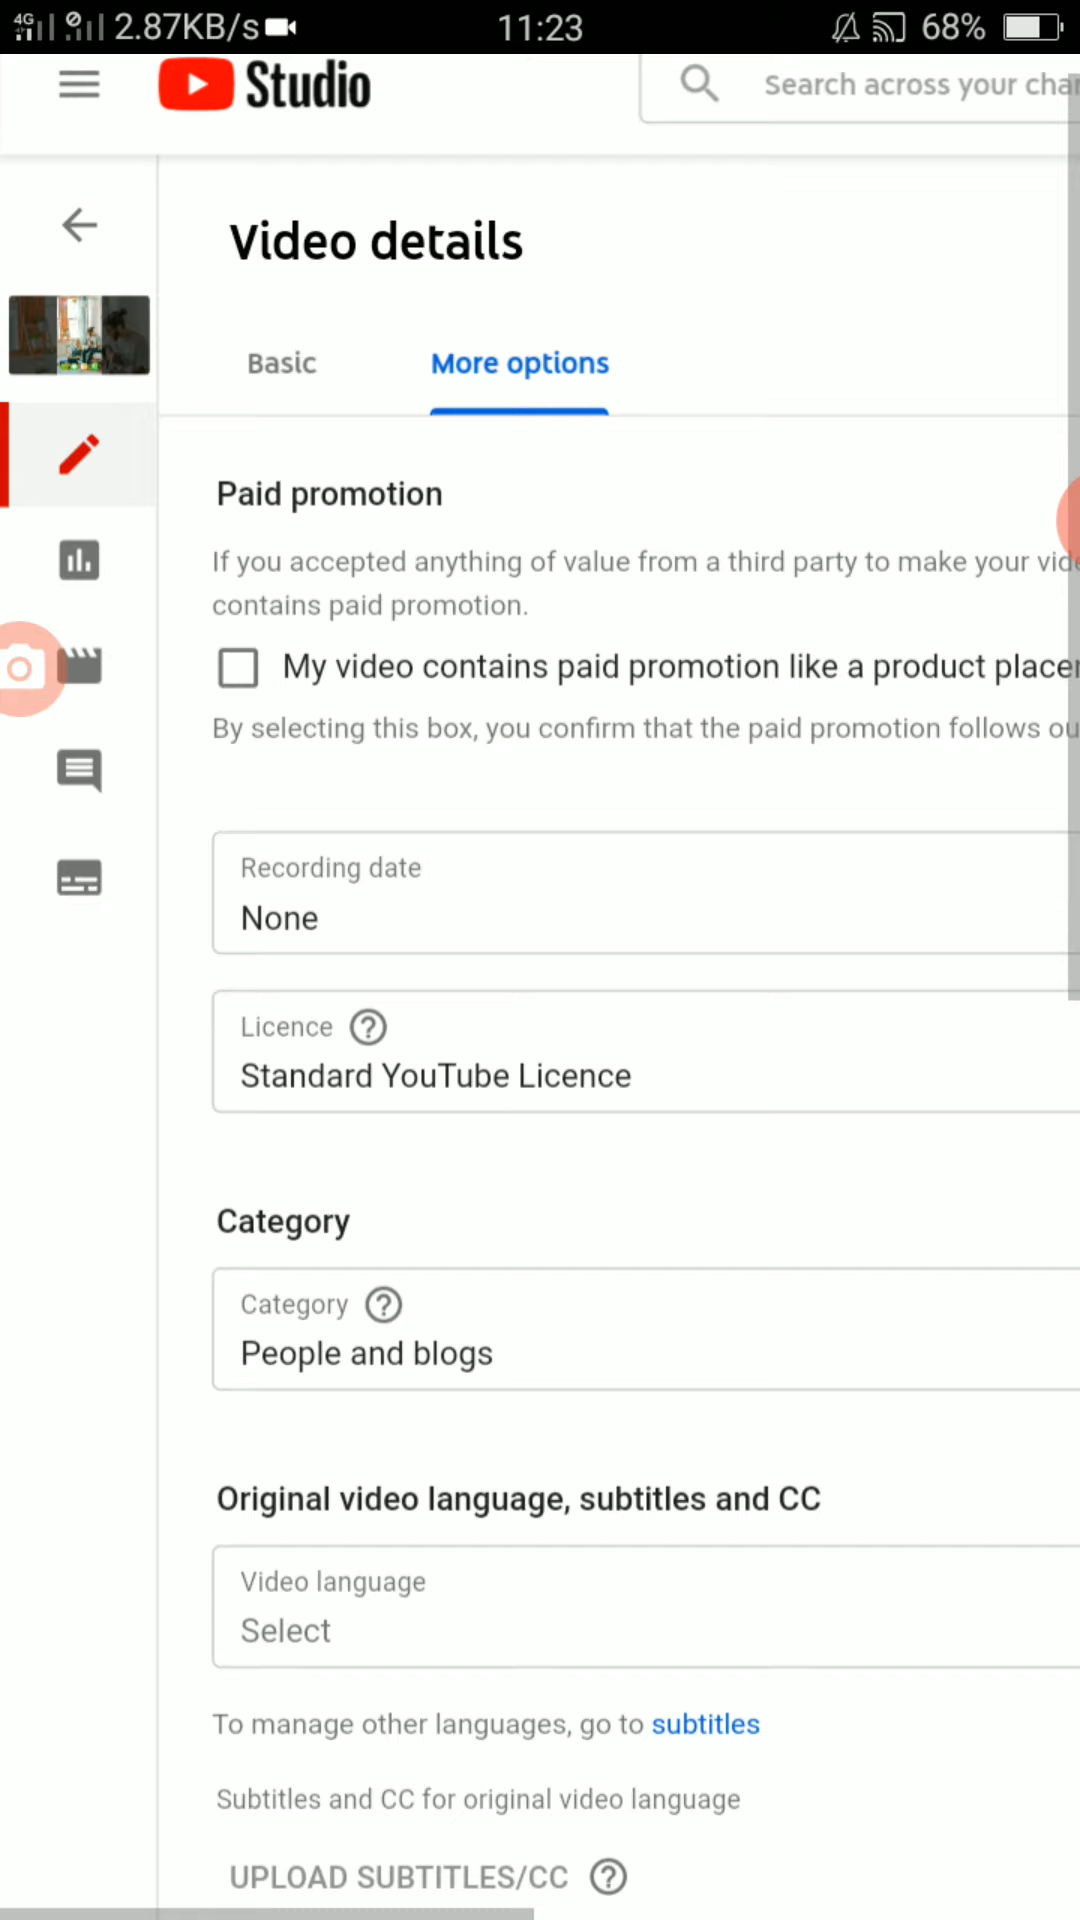 4G 2.87KB/s 11:23 68%
Studio
Search across your
Video details
Basic More options
Paid promotion
If you accepted anything of value from a third party to make your
contains paid promotion.
My video contains paid promotion like a product
By selecting this box, you confirm that the paid promotion follows
Recording date
None
Licence ?
Standard YouTube Licence
Category
Category ?
People and blogs
Original video language, subtitles and CC
Video language
Select
To manage other languages, go to subtitles
Subtitles and CC for original video language
UPLOAD SUBTITLES/CC ?